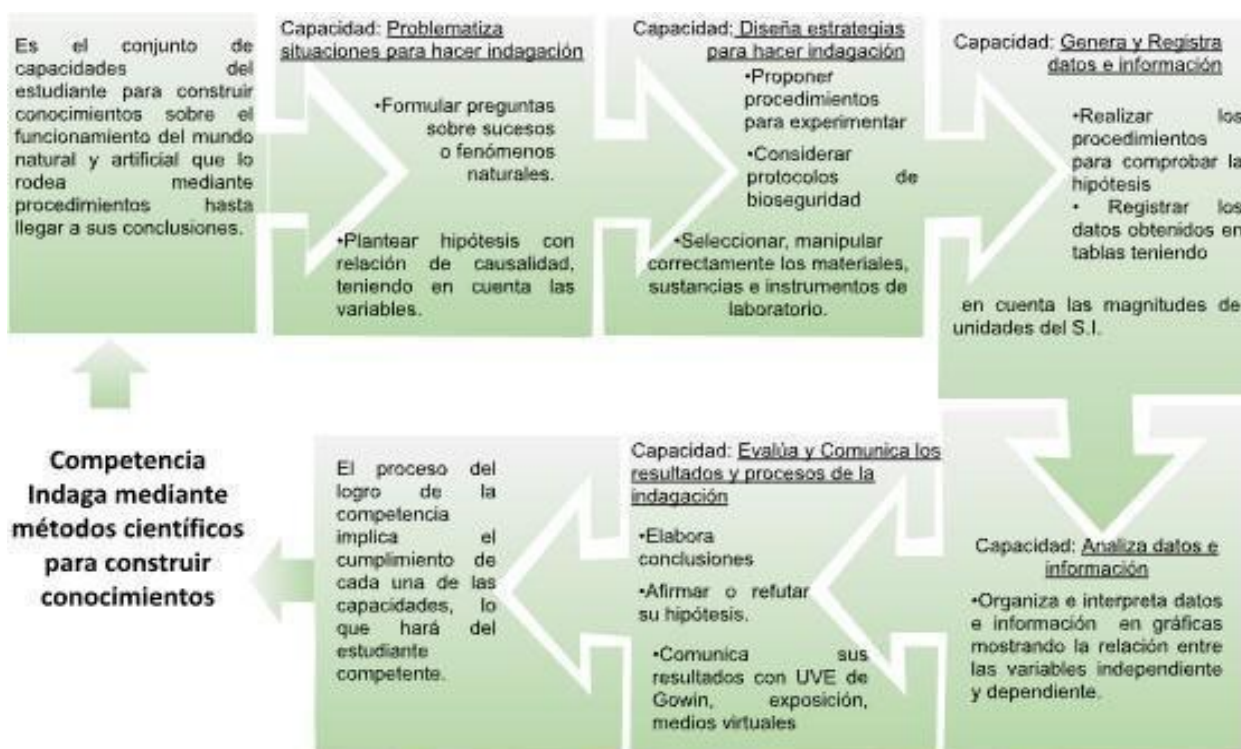 Es el conjunto de
capacidades del
estudiante para construir
conocimientos sobre el
funcionamiento del mundo
natural y artificial que lo
rodea mediante
procedimientos hasta
llegar a sus conclusiones.
Capacidad: Problematiza
situaciones para hacer indagación
•Formular preguntas
sobre sucesos
o fenómenos
naturales.
•Plantear hipótesis con
relación de causalidad,
teniendo en cuenta las
variables.
Capacidad: Diseña estrategias
para hacer indagación
•Proponer
procedimientos
para experimentar
•Considerar
protocolos de
bioseguridad
•Seleccionar, manipular
correctamente los materiales,
sustancias e instrumentos de
laboratorio.
Capacidad: Genera y Registra
datos e información
•Realizar los
procedimientos
para comprobar la
hipótesis
• Registrar los
datos obtenidos en
tablas teniendo
en cuenta las magnitudes de
unidades del S.I.
Capacidad: Analiza datos e
información
•Organiza e interpreta datos
e información en gráficas
mostrando la relación entre
las variables independiente
y dependiente.
Capacidad: Evalúa y Comunica los
resultados y procesos de la
indagación
•Elabora
conclusiones
•Afirmar o refutar
su hipótesis.
•Comunica sus
resultados con UVE de
Gowin, exposición,
medios virtuales
El proceso del
logro de la
competencia
implica el
cumplimiento de
cada una de las
capacidades, lo
que hará del
estudiante
competente.
Competencia
Indaga mediante
métodos científicos
para construir
conocimientos